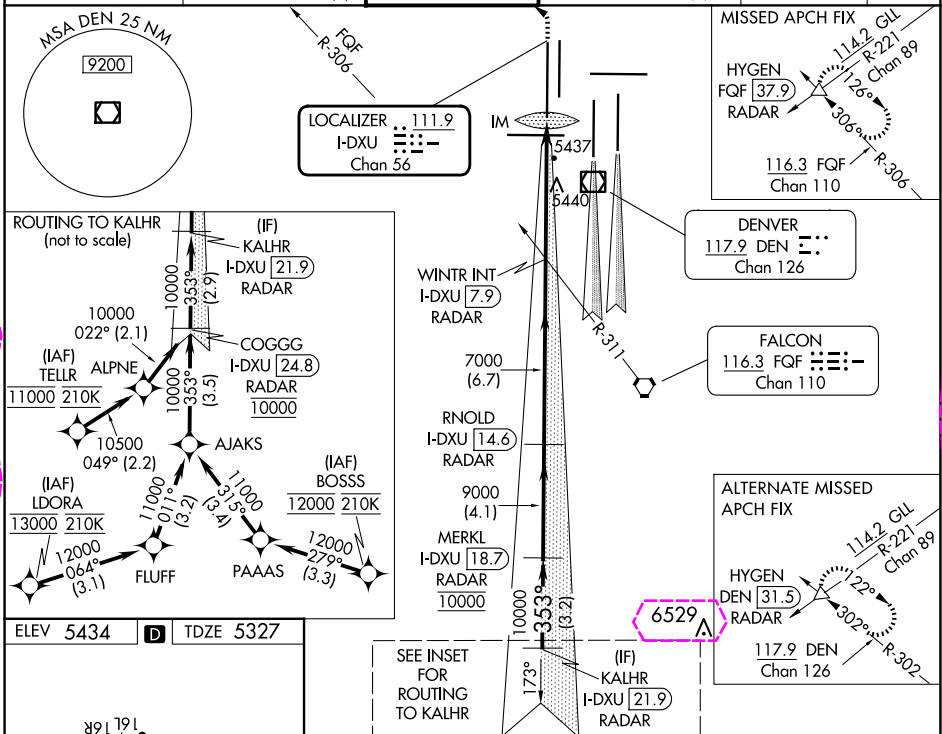 MSA DEN 25 NM
9200
FQF
R-306
LOCALIZER 111.9
I-DXU
Chan 56
IM
5437
5440
MISSED APCH FIX
114.2 GLL
R-221
Chan 89
HYGEN
FQF 37.9
RADAR
126°
306°
R-306
116.3 FQF
Chan 110
ROUTING TO KALHR
(not to scale)
(IF)
KALHR
I-DXU 21.9
RADAR
10000
353°
(2.9)
10000
022° (2.1)
COGGG
I-DXU 24.8
RADAR
10000
(IAF)
TELLR
11000 210K
ALPNE
10000
353°
(3.5)
10500
049° (2.2)
AJAKS
(IAF)
LDORA
13000 210K
11000
011°
(3.2)
11000
315°
(3.4)
(IAF)
BOSSS
12000 210K
12000
064°
(3.1)
FLUFF
PAAAS
12000
279°
(3.3)
DENVER
117.9 DEN
Chan 126
WINTR INT
I-DXU 7.9
RADAR
R-311
FALCON
116.3 FQF
Chan 110
7000
(6.7)
RNOLD
I-DXU 14.6
RADAR
9000
(4.1)
MERKL
I-DXU 18.7
RADAR
10000
10000
353°
(3.2)
6529
173°
(IF)
KALHR
I-DXU 21.9
RADAR
SEE INSET
FOR
ROUTING
TO KALHR
ALTERNATE MISSED
APCH FIX
114.2 GLL
R-221
Chan 89
HYGEN
DEN 31.5
RADAR
122°
302°
R-302
117.9 DEN
Chan 126
ELEV 5434
D
TDZE 5327
16L
16R